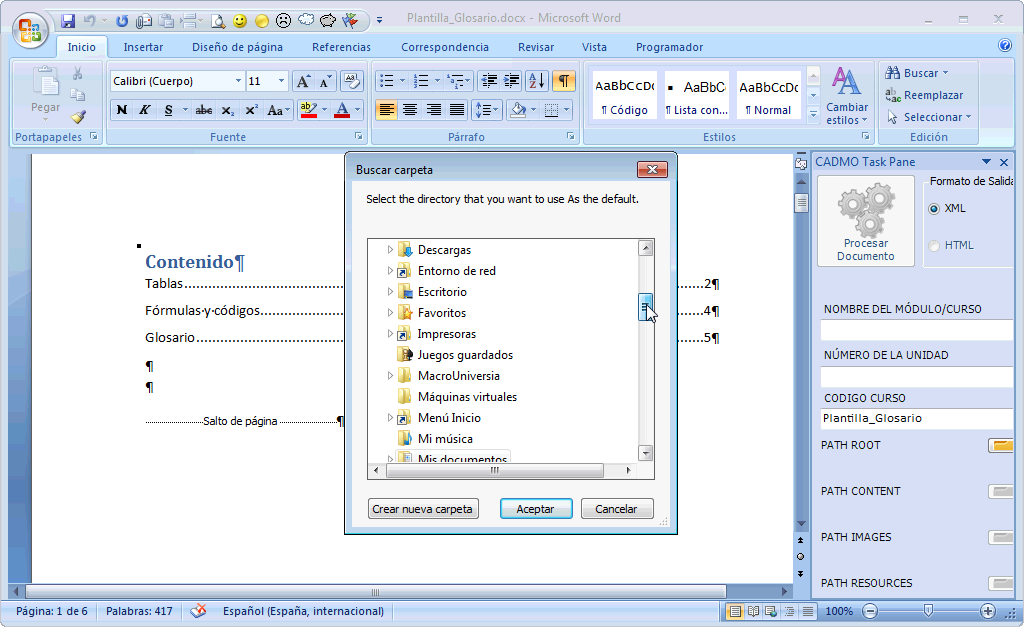 Plantilla_Glosario.docx - Microsoft Word
Inicio Insertar Diseño de página Referencias Correspondencia Revisar Vista Programador
Pegar
Portapapeles
Calibri (Cuerpo) 11
N K S abc x₂ x² Aa
Fuente
Párrafo
AaBbCcDc AaBbC AaBbCcDc
¶ Código ¶ Lista con... ¶ Normal
Cambiar
estilos
Estilos
Buscar
Reemplazar
Seleccionar
Edición
Contenido¶
Tablas 2¶
Fórmulas·y·códigos 4¶
Glosario 5¶
¶
¶
Salto de página ¶
Buscar carpeta
Select the directory that you want to use As the default.
Descargas
Entorno de red
Escritorio
Favoritos
Impresoras
Juegos guardados
MacroUniversia
Máquinas virtuales
Menú Inicio
Mi música
Mis documentos
Crear nueva carpeta Aceptar Cancelar
CADMO Task Pane
Procesar
Documento
Formato de Salida
XML
HTML
NOMBRE DEL MÓDULO/CURSO
NÚMERO DE LA UNIDAD
CODIGO CURSO
Plantilla_Glosario
PATH ROOT
PATH CONTENT
PATH IMAGES
PATH RESOURCES
Página: 1 de 6 Palabras: 417 Español (España, internacional) 100%